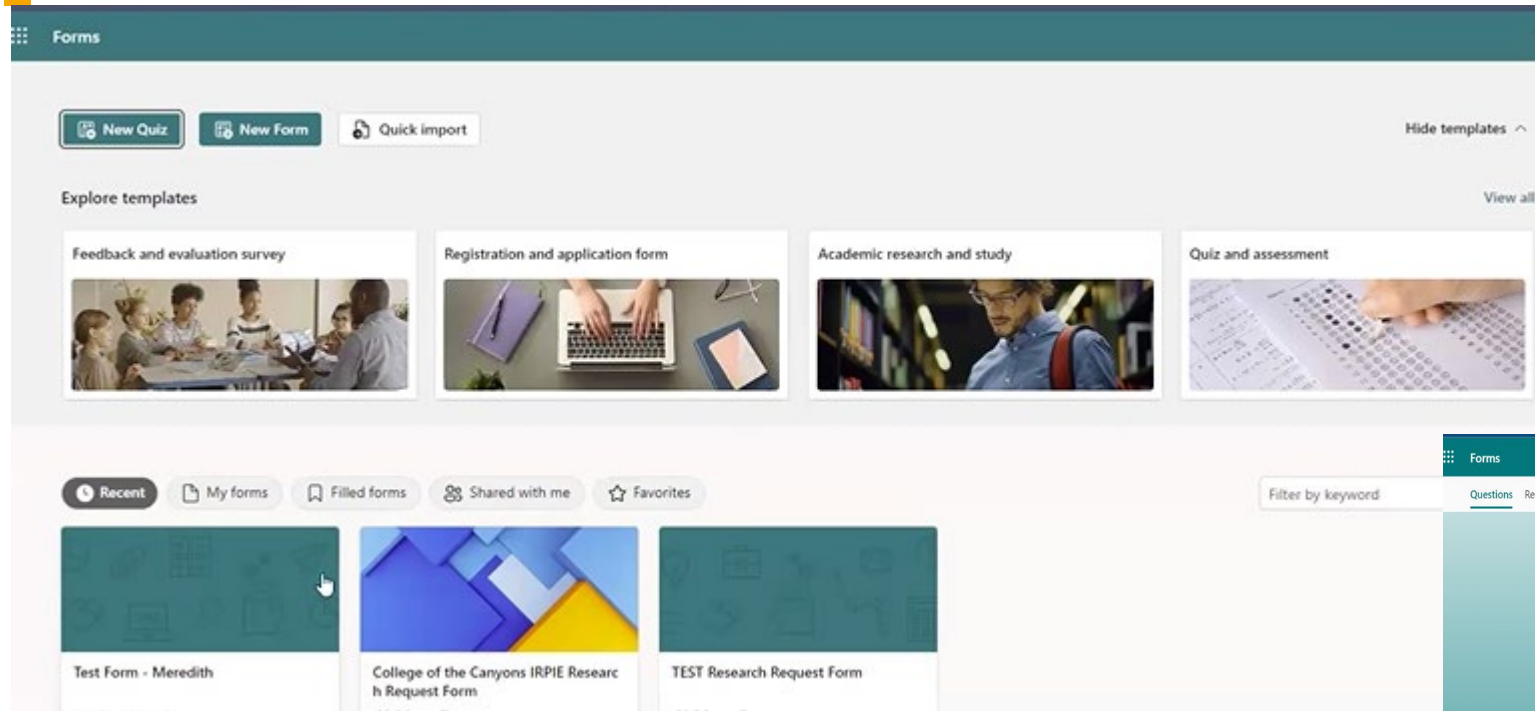 Forms
New Quiz
New Form
Quick import
Hide templates
Explore templates
View all
Feedback and evaluation survey
Registration and application form
Academic research and study
Quiz and assessment
Recent
My forms
Filled forms
Shared with me
Favorites
Filter by keyword
Test Form - Meredith
College of the Canyons IRPIE Researc
h Request Form
TEST Research Request Form
Forms
Questions Re